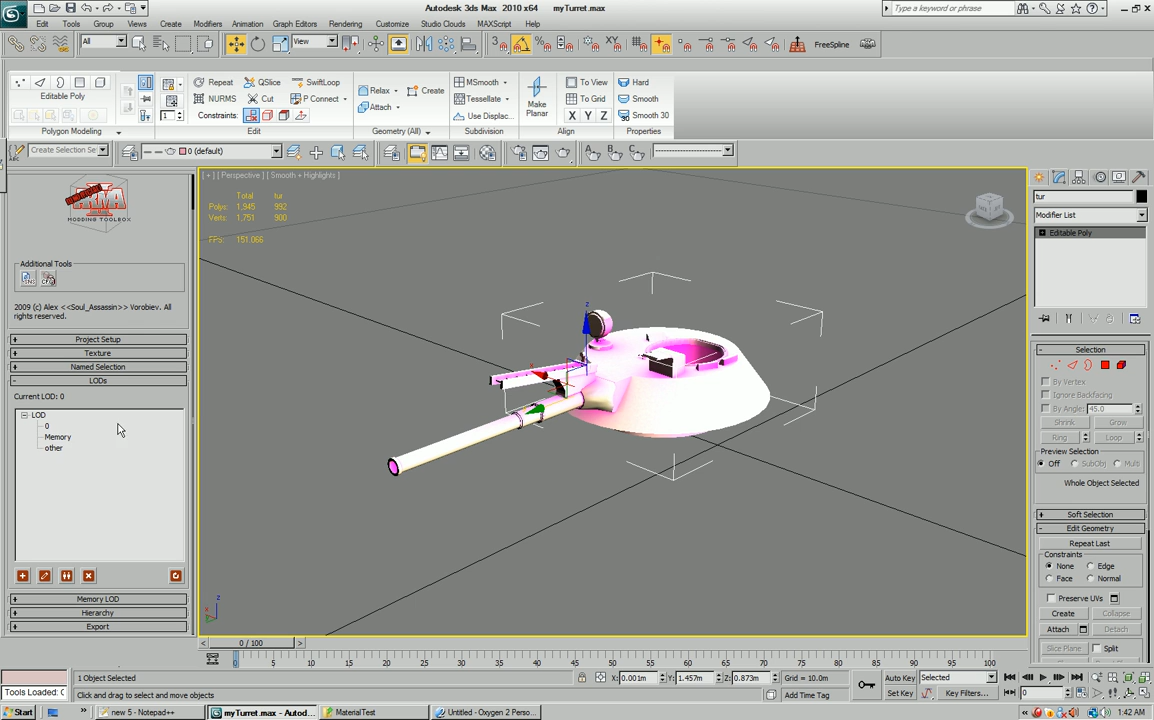 Autodesk 3ds Max 2010 x64 myTurret.max
Type a keyword or phrase
Edit Tools Group Views Create Modifiers Animation Graph Editors Rendering Customize Studio Clouds MAXScript Help
All View FreeSpline
Repeat QSlice SwiftLoop Relax Create MSmooth To View Hard
Editable Poly NURMS Cut P Connect Attach Tessellate Make Planar To Grid Smooth
1 Constraints: Use Displac... X Y Z Smooth 30
Polygon Modeling Edit Geometry (All) Subdivision Align Properties
Create Selection Se 0 (default)
[ + ] [ Perspective ] [ Smooth + Highlights ]
Total tur
Polys: 1,945 992
Verts: 1,751 900
FPS: 151.066
ARMA
MODDING TOOLBOX
Additional Tools
2009 (c) Alex <<Soul_Assassin>> Vorobiev. All
rights reserved.
+ Project Setup
+ Texture
+ Named Selection
- LODs
Current LOD: 0
LOD
0
Memory
other
+ Memory LOD
+ Hierarchy
+ Export
z
x
z
tur
Modifier List
Editable Poly
- Selection
By Vertex
Ignore Backfacing
By Angle: 45.0
Shrink Grow
Ring Loop
Preview Selection
Off SubObj Multi
Whole Object Selected
+ Soft Selection
- Edit Geometry
Repeat Last
Constraints
None Edge
Face Normal
Preserve UVs
Create Collapse
Attach Detach
Slice Plane Split
< 0 / 100 >
0 5 10 15 20 25 30 35 40 45 50 55 60 65 70 75 80 85 90 95 100
1 Object Selected X: 0.001m Y: 1.457m Z: 0.873m Grid = 10.0m Auto Key Selected
Tools Loaded: C Click and drag to select and move objects Add Time Tag Set Key Key Filters... 0
Start new 5 - Notepad++ myTurret.max - Autod... MaterialTest Untitled - Oxygen 2 Perso... 1:42 AM